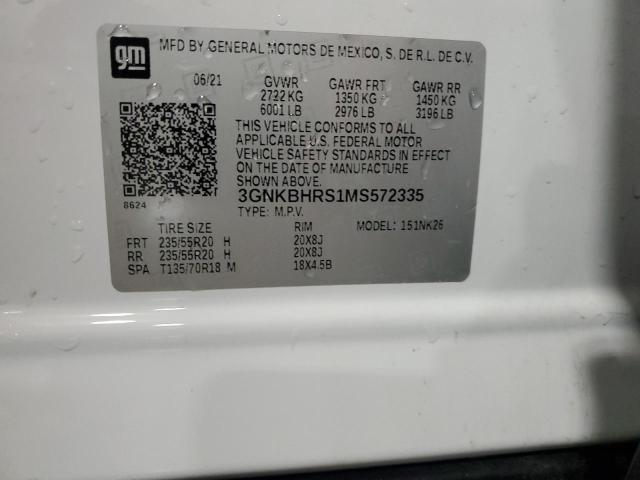 gm
MFD BY GENERAL MOTORS DE MEXICO, S. DE R.L. DE C.V.
06/21 GVWR GAWR FRT GAWR RR
2722 KG 1350 KG 1450 KG
6001 LB 2976 LB 3196 LB
THIS VEHICLE CONFORMS TO ALL
APPLICABLE U.S. FEDERAL MOTOR
VEHICLE SAFETY STANDARDS IN EFFECT
ON THE DATE OF MANUFACTURE
SHOWN ABOVE.
8624
3GNKBHRS1MS572335
TYPE: M.P.V.
TIRE SIZE RIM MODEL: 151NK26
FRT 235/55R20 H 20X8J
RR 235/55R20 H 20X8J
SPA T135/70R18 M 18X4.5B